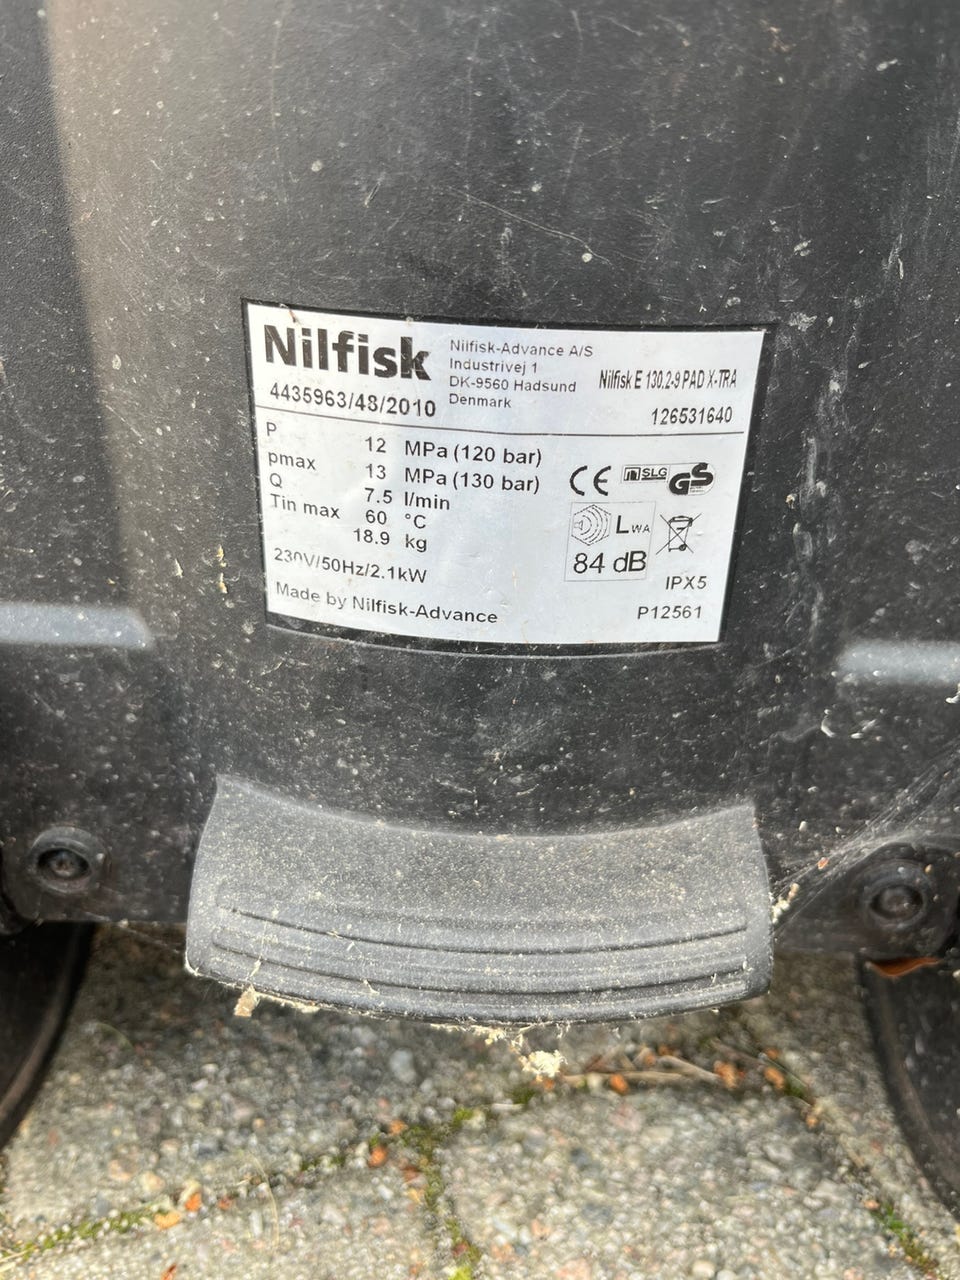 Nilfisk
4435963/48/2010
Nilfisk-Advance A/S
Industrivej 1
DK-9560 Hadsund
Denmark
Nilfisk E 130.2-9 PAD X-TRA
126531640
P 12 MPa (120 bar)
pmax 13 MPa (130 bar)
Q 7.5 l/min
Tin max 60 °C
18.9 kg
230V/50Hz/2.1kW
Made by Nilfisk-Advance
CE SLG GS
LWA
84 dB
IPX5
P12561